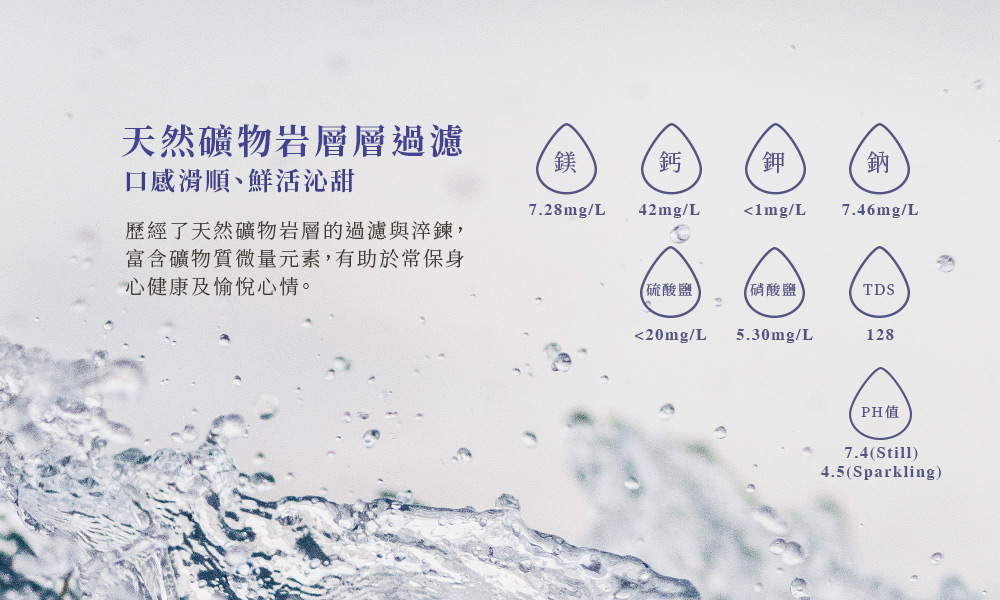 天然礦物岩層層過濾
口感滑順、鮮活沁甜
歷經了天然礦物岩層的過濾與淬鍊,
富含礦物質微量元素,有助於常保身
心健康及愉悅心情。
鎂 鈣 鉀 鈉
7.28mg/L 42mg/L <1mg/L 7.46mg/L
硫酸鹽 硝酸鹽 TDS
<20mg/L 5.30mg/L 128
PH值
7.4(Still)
4.5(Sparkling)